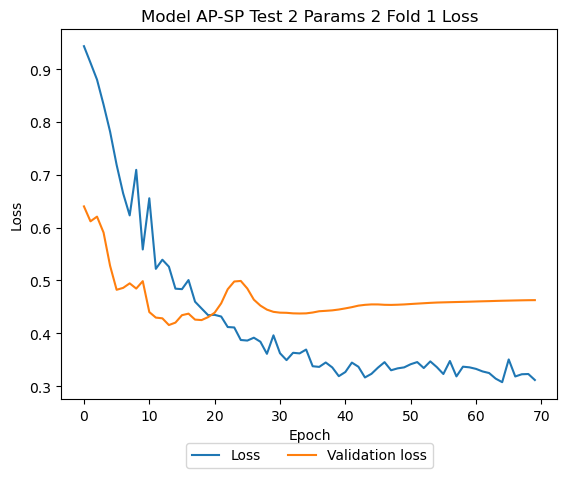 Model AP-SP Test 2 Params 2 Fold 1 Loss
0.9
0.8
0.7
0.6
0.5
0.4
0.3
Loss
0 10 20 30 40 50 60 70
Epoch
Loss Validation loss